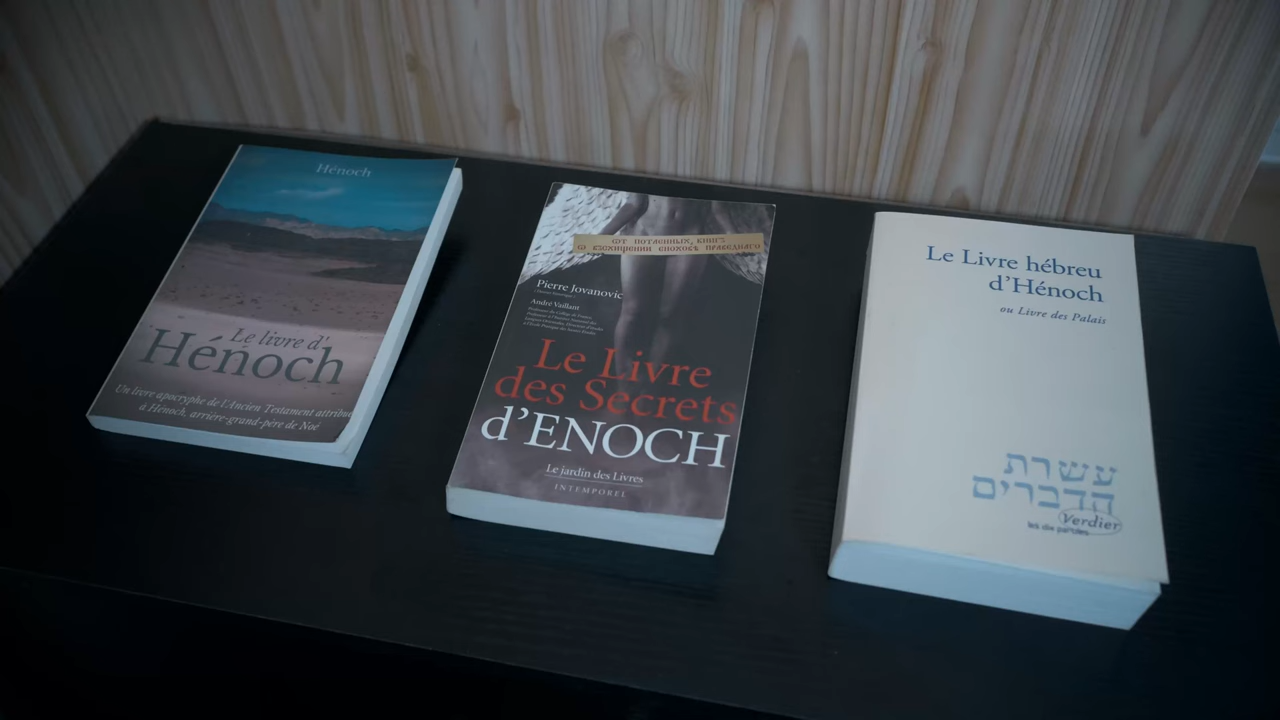 Hénoch
Le livre d'
Hénoch
Un livre apocryphe de l'Ancien Testament attribué
à Hénoch, arrière-grand-père de Noé
Pierre Jovanovic
André Vaillant
Le Livre
des Secrets
d'ENOCH
Le jardin des Livres
INTEMPOREL
Le Livre hébreu
d'Hénoch
ou Livre des Palais
עשרת
הדברים
Verdier
les dix paroles